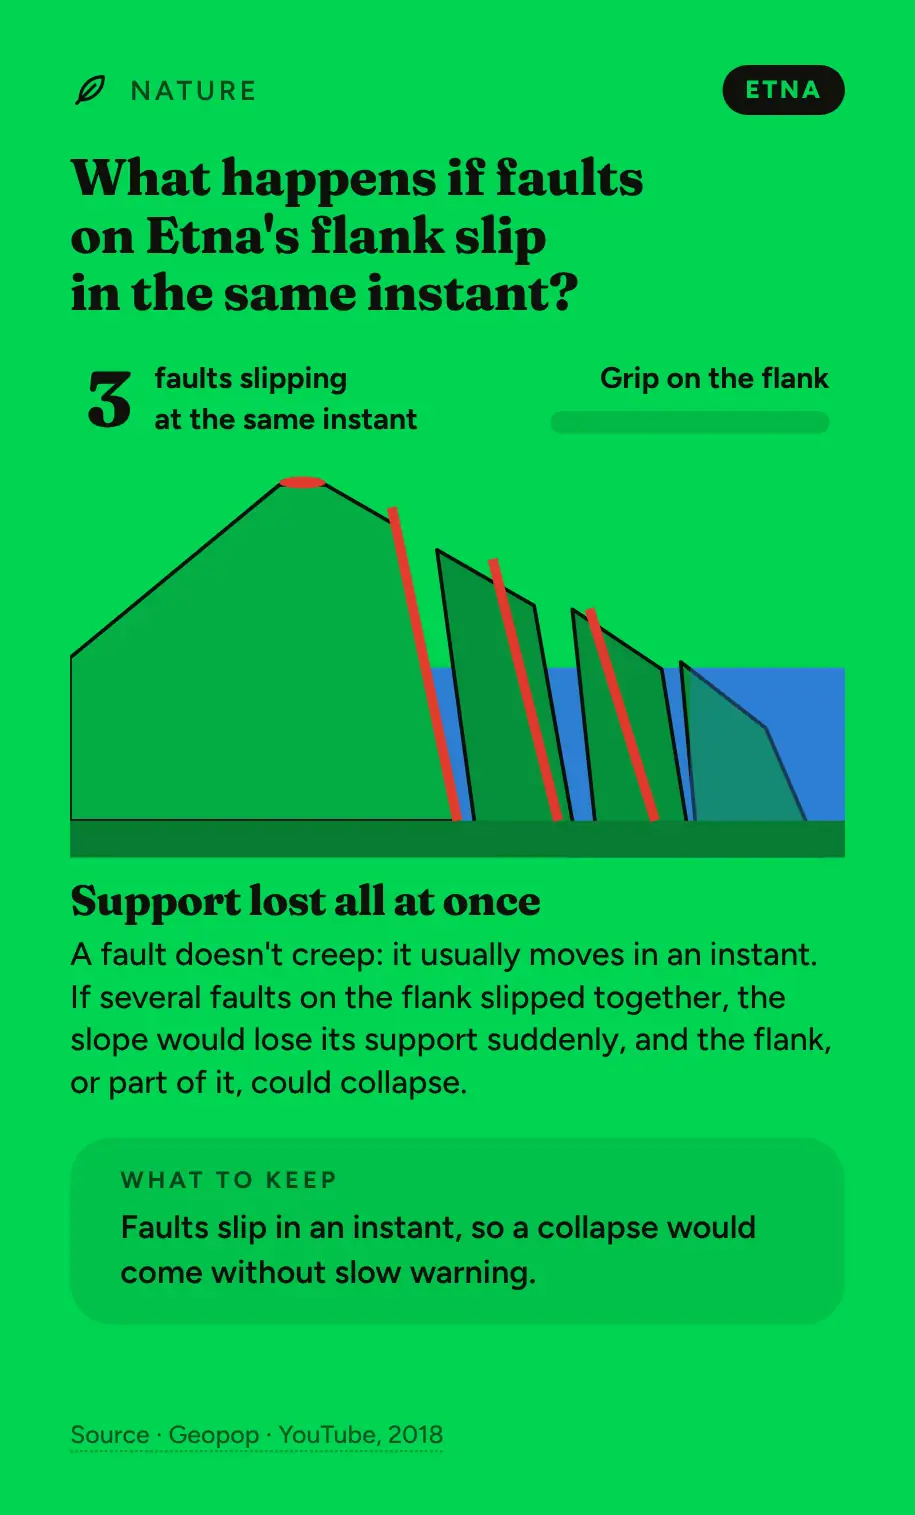 NATURE
ETNA
What happens if faults
on Etna's flank slip
in the same instant?
3
faults slipping
at the same instant
Grip on the flank
Support lost all at once
A fault doesn't creep: it usually moves in an instant.
If several faults on the flank slipped together, the
slope would lose its support suddenly, and the flank,
or part of it, could collapse.
WHAT TO KEEP
Faults slip in an instant, so a collapse would
come without slow warning.
Source · Geopop · YouTube, 2018